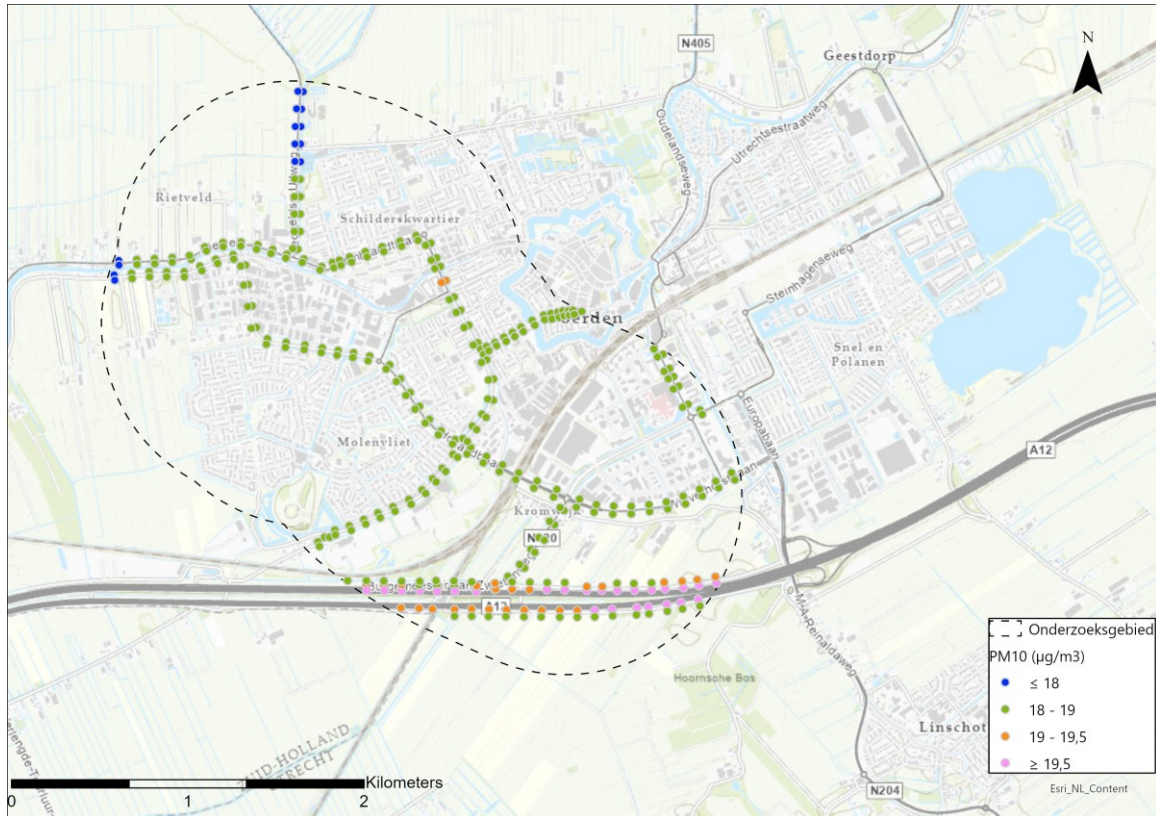 N
N405
Geestdorp
Utrechtsestraatweg
Oudelandseweg
Rietveld
Schilderskwartier
Steinhagenseweg
Snel en
Polanen
Europabaan
Molenvliet
A12
Kromwijk
A12
M.A. Reinaldaweg
Hoornsche Bos
ZUID-HOLLAND
UTRECHT
Linschot
N204
Onderzoeksgebied
PM10 (µg/m3)
≤ 18
18 - 19
19 - 19,5
≥ 19,5
Esri_NL_Content
Kilometers
0 1 2